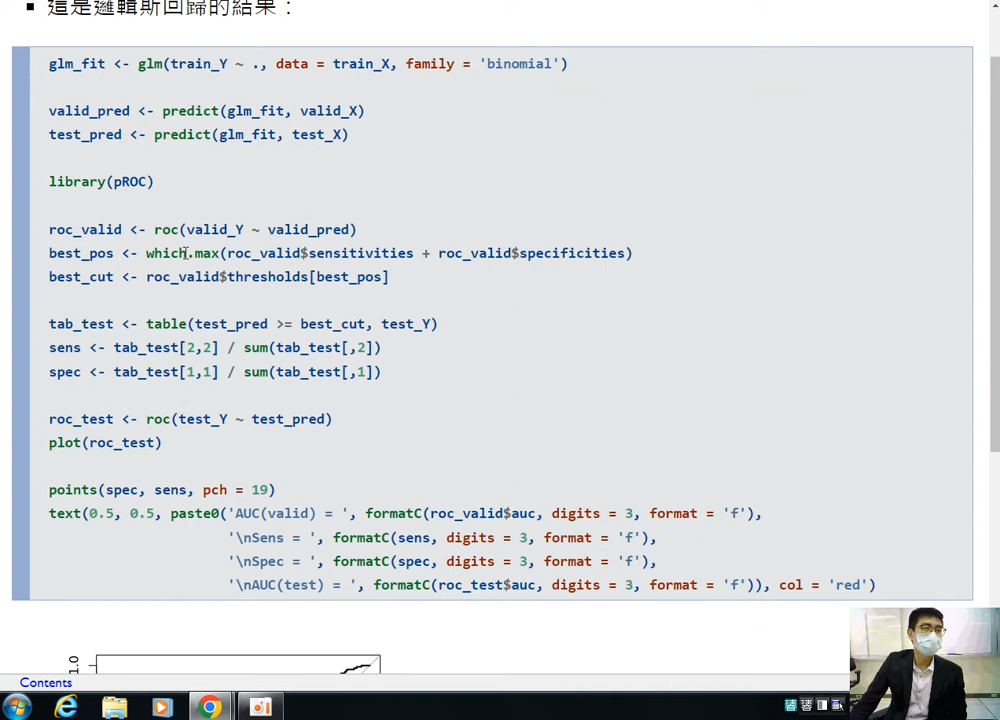 ▪ 這是邏輯斯回歸的結果：
glm_fit <- glm(train_Y ~ ., data = train_X, family = 'binomial')
valid_pred <- predict(glm_fit, valid_X)
test_pred <- predict(glm_fit, test_X)
library(pROC)
roc_valid <- roc(valid_Y ~ valid_pred)
best_pos <- which.max(roc_valid$sensitivities + roc_valid$specificities)
best_cut <- roc_valid$thresholds[best_pos]
tab_test <- table(test_pred >= best_cut, test_Y)
sens <- tab_test[2,2] / sum(tab_test[,2])
spec <- tab_test[1,1] / sum(tab_test[,1])
roc_test <- roc(test_Y ~ test_pred)
plot(roc_test)
points(spec, sens, pch = 19)
text(0.5, 0.5, paste0('AUC(valid) = ', formatC(roc_valid$auc, digits = 3, format = 'f'),
'\nSens = ', formatC(sens, digits = 3, format = 'f'),
'\nSpec = ', formatC(spec, digits = 3, format = 'f'),
'\nAUC(test) = ', formatC(roc_test$auc, digits = 3, format = 'f')), col = 'red')
1.0
Contents